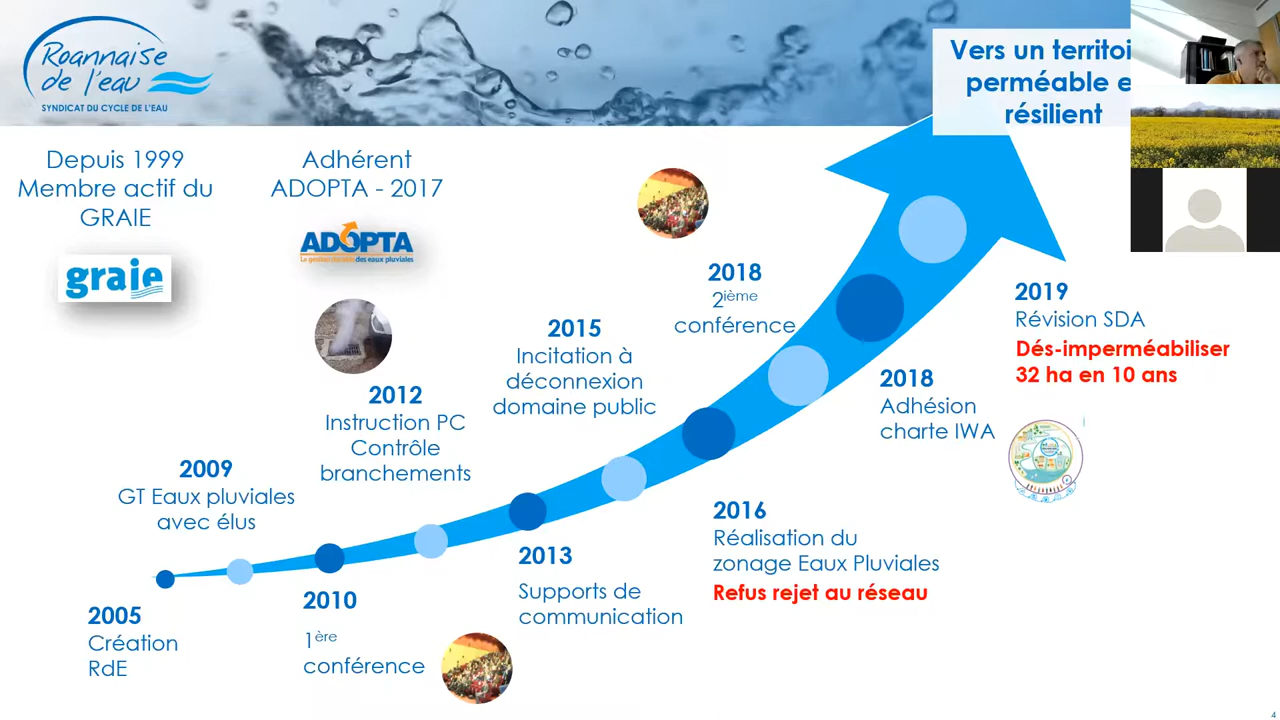 Roannaise
de l'eau
SYNDICAT DU CYCLE DE L'EAU
Vers un
perméable
résilient
Depuis 1999
Membre actif du
GRAIE
graie
Adhérent
ADOPTA - 2017
ADOPTA
des eaux pluviales
2005
Création
RdE
2009
GT Eaux pluviales
avec élus
2010
1ère
conférence
2012
Instruction PC
Contrôle
branchements
2013
Supports de
communication
2015
Incitation à
déconnexion
domaine public
2016
Réalisation du
zonage Eaux Pluviales
Refus rejet au réseau
2018
2ième
conférence
2018
Adhésion
charte IWA
2019
Révision SDA
Dés-imperméabiliser
32 ha en 10 ans
4